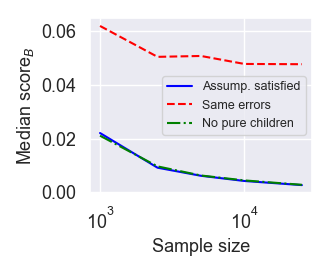 0.06
0.04
0.02
0.00
Median score_B
Assump. satisfied
Same errors
No pure children
10^3
10^4
Sample size